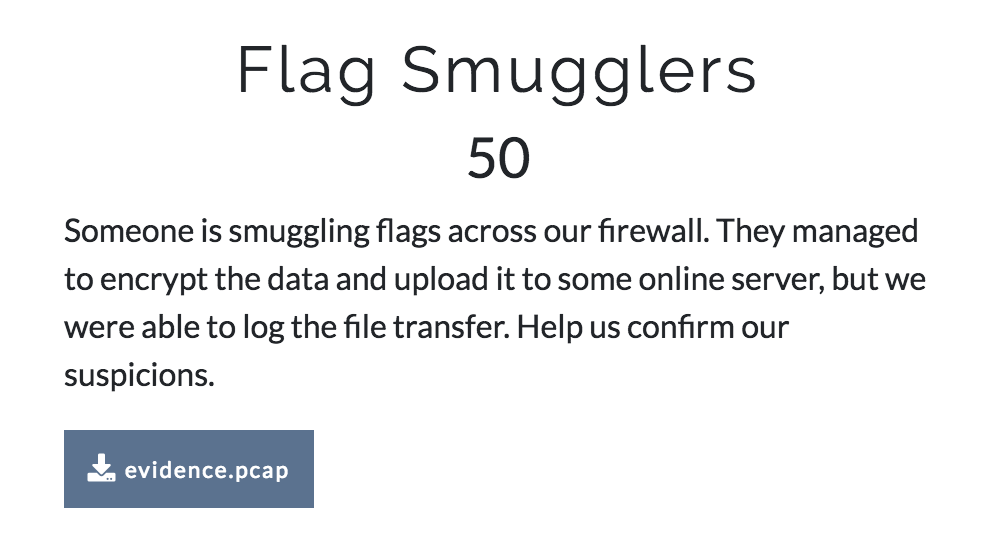 Flag Smugglers
50
Someone is smuggling flags across our firewall. They managed
to encrypt the data and upload it to some online server, but we
were able to log the file transfer. Help us confirm our
suspicions.
evidence.pcap